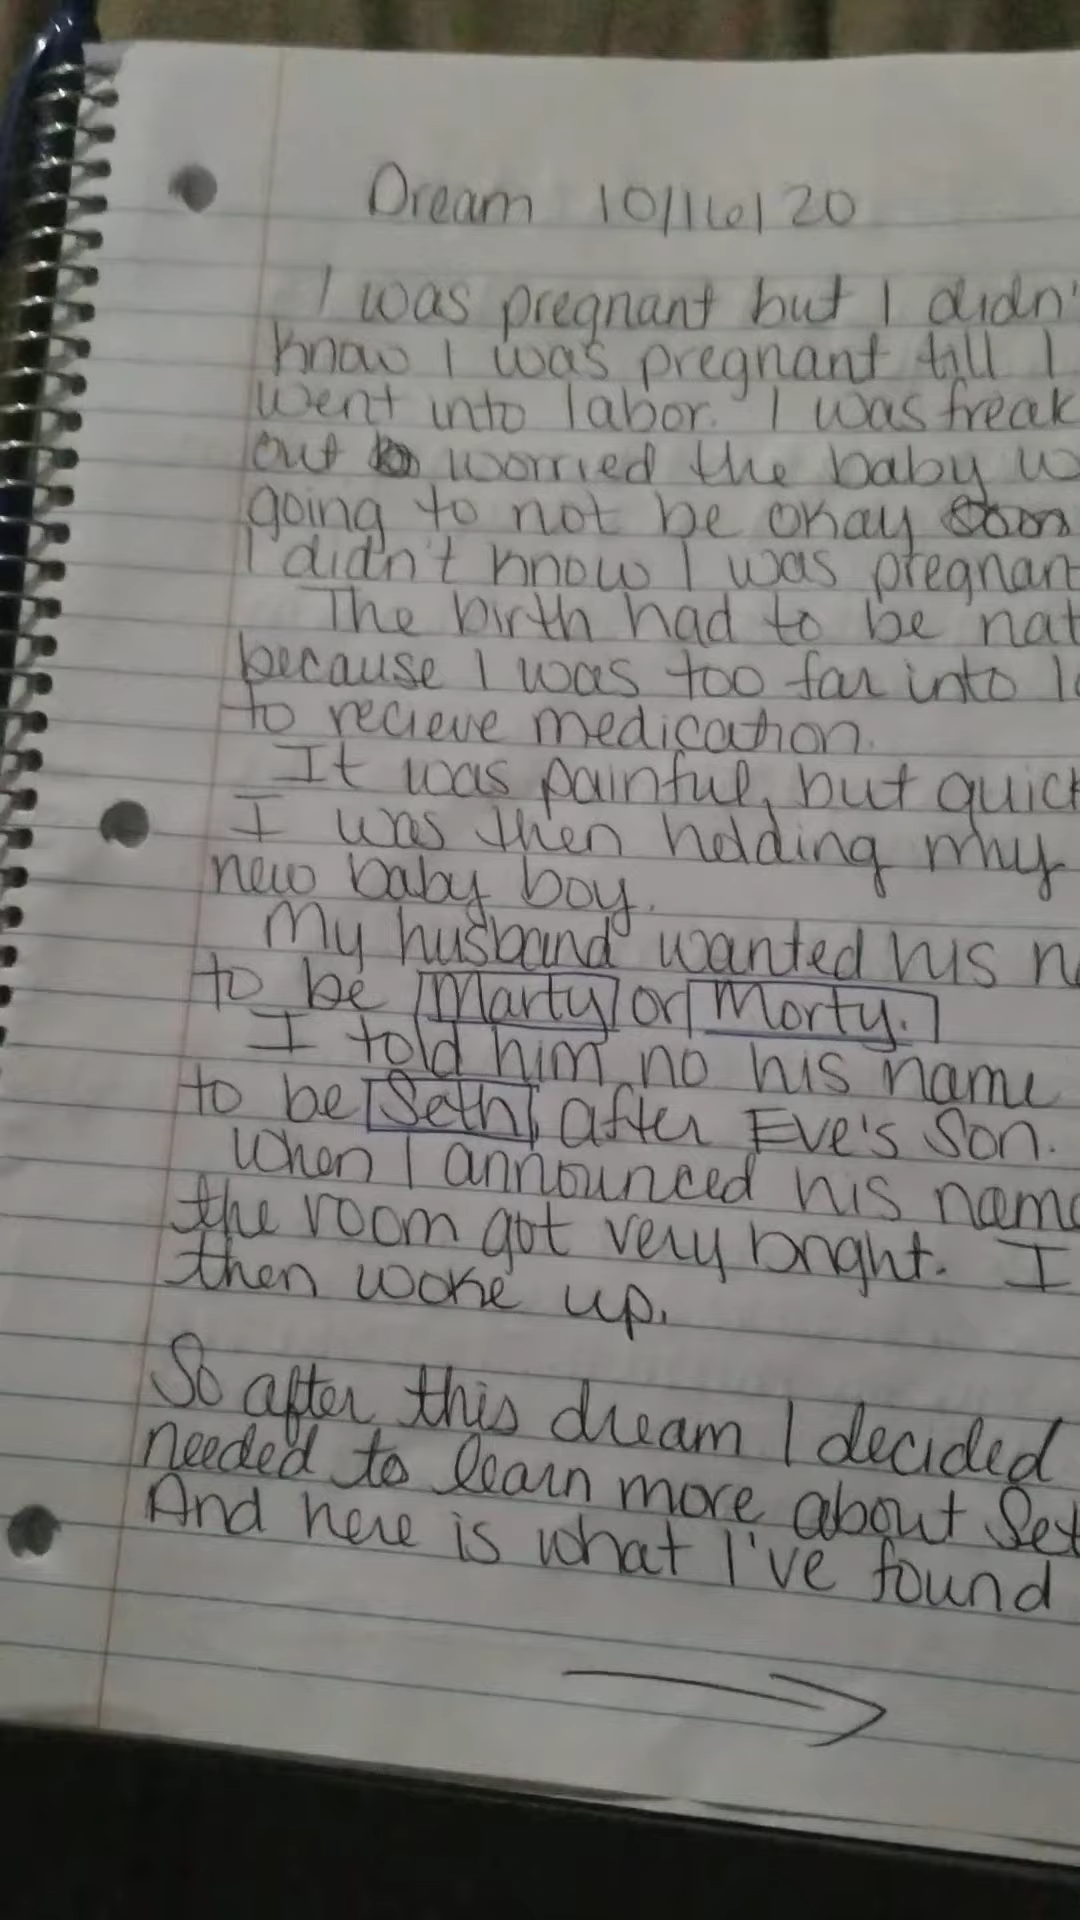 Dream 10/16/20
I was pregnant but I didn'
know I was pregnant till I
went into labor. I was freak
out worried the baby w
going to not be okay
I didn't know I was pregnan
The birth had to be nat
because I was too far into l
to recieve medication.
It was painful, but quick
I was then holding my
new baby boy.
My husband wanted his n
to be Marty or Morty.
I told him no his name
to be Seth, after Eve's Son.
When I announced his name
the room got very bright. I
then woke up.
So after this dream I decided
needed to learn more about Set
And here is what I've found